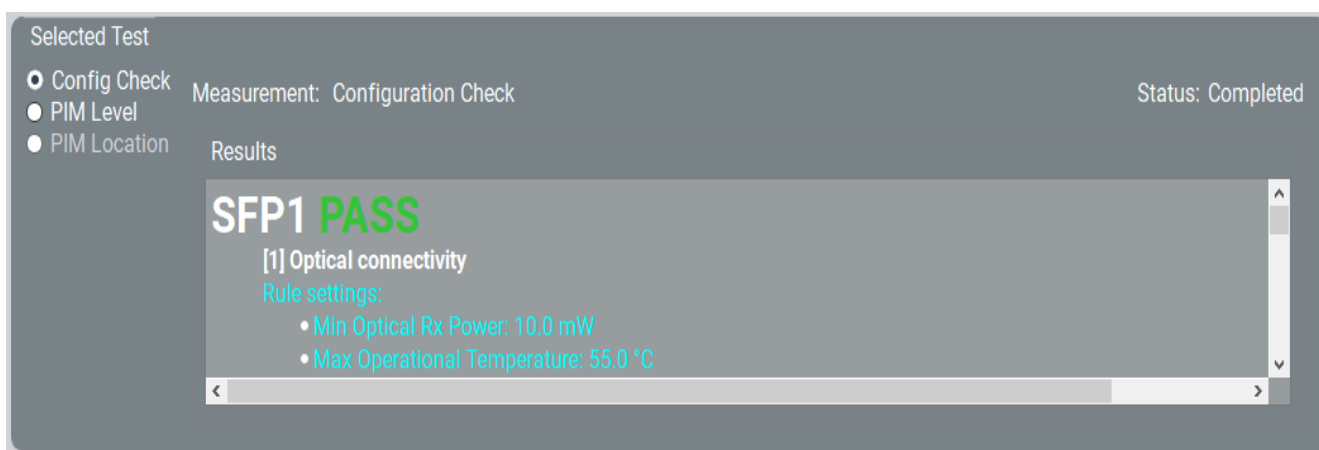 Selected Test
Config Check
PIM Level
PIM Location
Measurement: Configuration Check
Status: Completed
Results
SFP1 PASS
[1] Optical connectivity
Rule settings:
• Min Optical Rx Power: 10.0 mW
• Max Operational Temperature: 55.0 °C